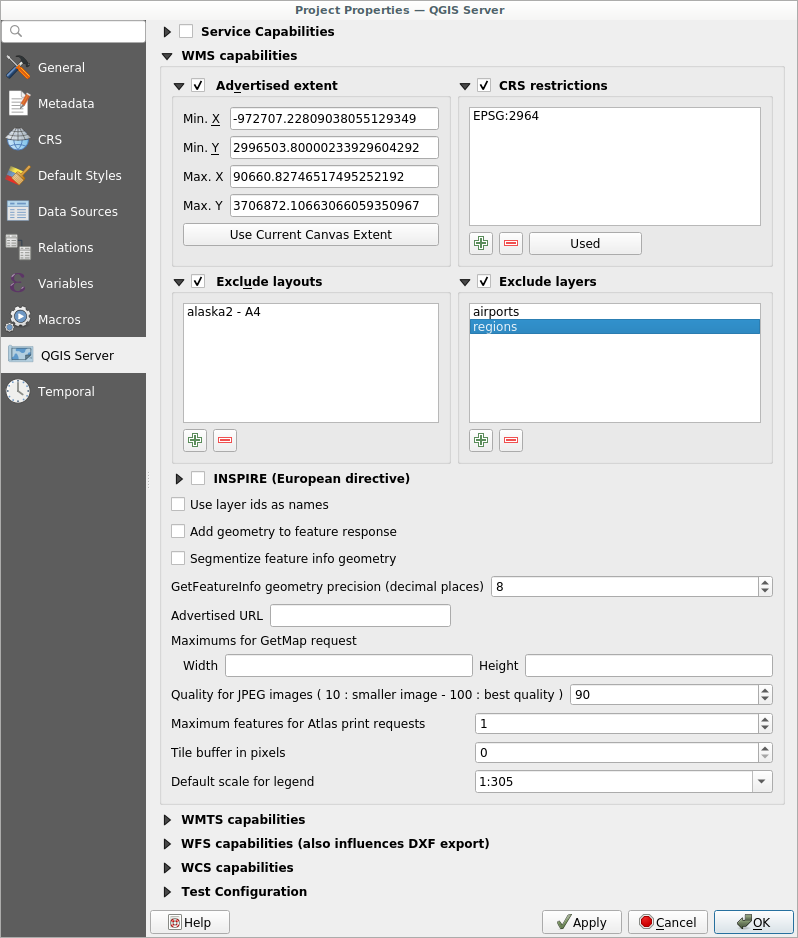 Project Properties — QGIS Server
General
Metadata
CRS
Default Styles
Data Sources
Relations
Variables
Macros
QGIS Server
Temporal
Service Capabilities
WMS capabilities
Advertised extent
Min. X -972707.22809038055129349
Min. Y 2996503.80000233929604292
Max. X 90660.82746517495252192
Max. Y 3706872.10663066059350967
Use Current Canvas Extent
CRS restrictions
EPSG:2964
Used
Exclude layouts
alaska2 - A4
Exclude layers
airports
regions
INSPIRE (European directive)
Use layer ids as names
Add geometry to feature response
Segmentize feature info geometry
GetFeatureInfo geometry precision (decimal places) 8
Advertised URL
Maximums for GetMap request
Width Height
Quality for JPEG images ( 10 : smaller image - 100 : best quality ) 90
Maximum features for Atlas print requests 1
Tile buffer in pixels 0
Default scale for legend 1:305
WMTS capabilities
WFS capabilities (also influences DXF export)
WCS capabilities
Test Configuration
Help Apply Cancel OK